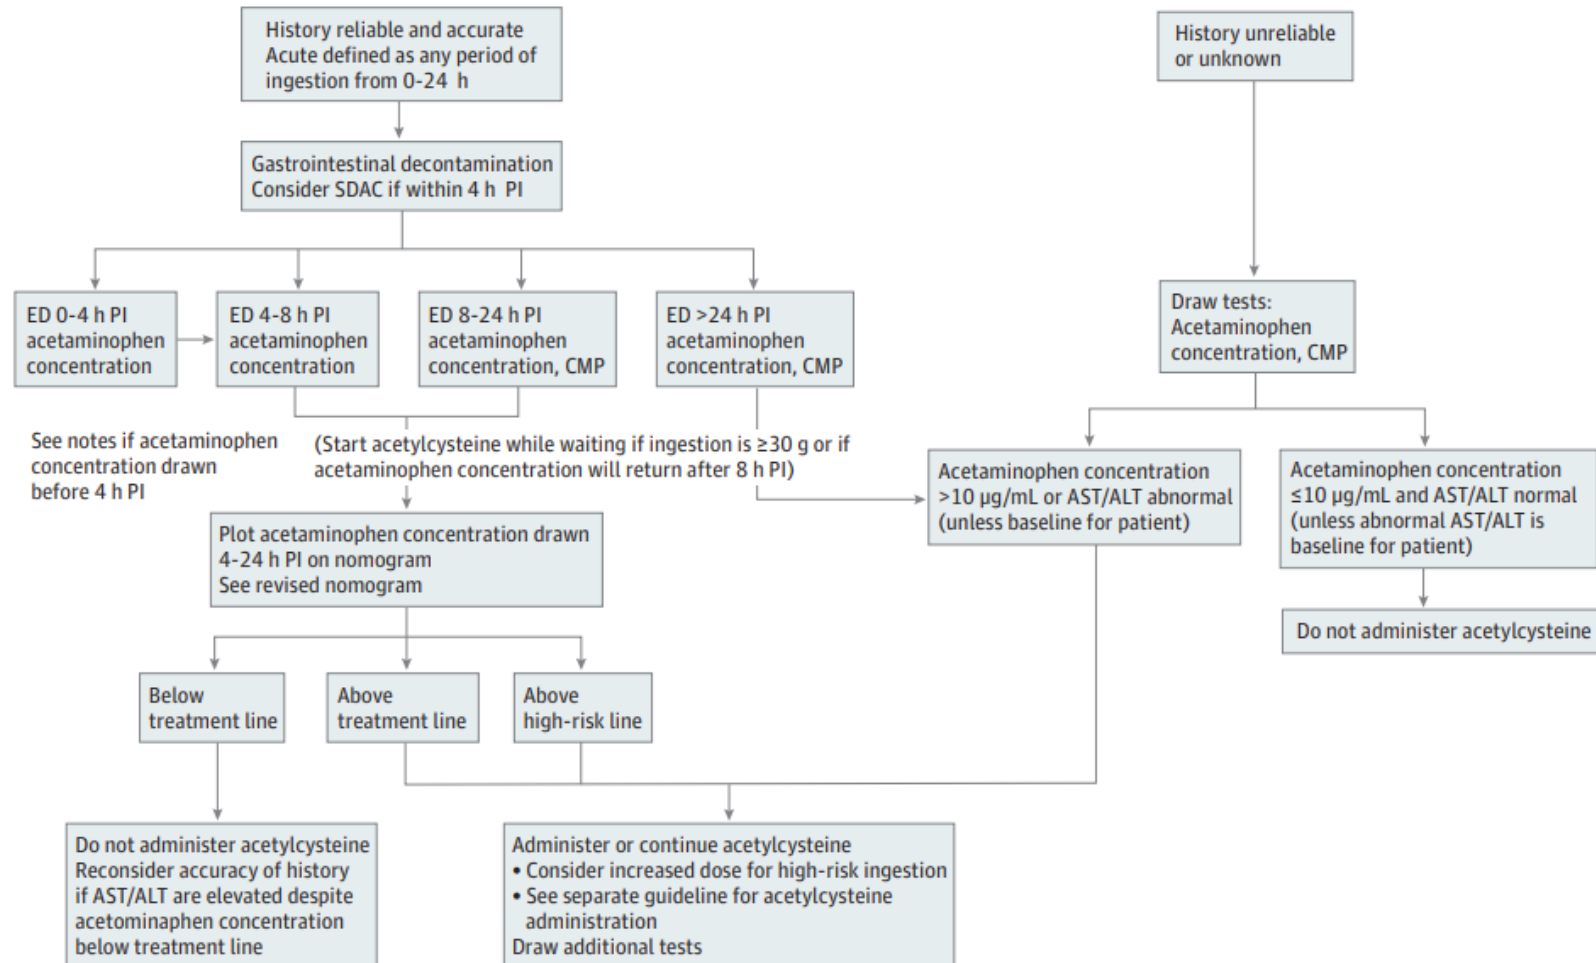 History reliable and accurate
Acute defined as any period of
ingestion from 0-24 h
History unreliable
or unknown
Gastrointestinal decontamination
Consider SDAC if within 4 h PI
ED 0-4 h PI
acetaminophen
concentration
ED 4-8 h PI
acetaminophen
concentration
ED 8-24 h PI
acetaminophen
concentration, CMP
ED >24 h PI
acetaminophen
concentration, CMP
Draw tests:
Acetaminophen
concentration, CMP
See notes if acetaminophen
concentration drawn
before 4 h PI
(Start acetylcysteine while waiting if ingestion is ≥30 g or if
acetaminophen concentration will return after 8 h PI)
Acetaminophen concentration
>10 µg/mL or AST/ALT abnormal
(unless baseline for patient)
Acetaminophen concentration
≤10 µg/mL and AST/ALT normal
(unless abnormal AST/ALT is
baseline for patient)
Plot acetaminophen concentration drawn
4-24 h PI on nomogram
See revised nomogram
Do not administer acetylcysteine
Below
treatment line
Above
treatment line
Above
high-risk line
Do not administer acetylcysteine
Reconsider accuracy of history
if AST/ALT are elevated despite
acetominaphen concentration
below treatment line
Administer or continue acetylcysteine
• Consider increased dose for high-risk ingestion
• See separate guideline for acetylcysteine
administration
Draw additional tests